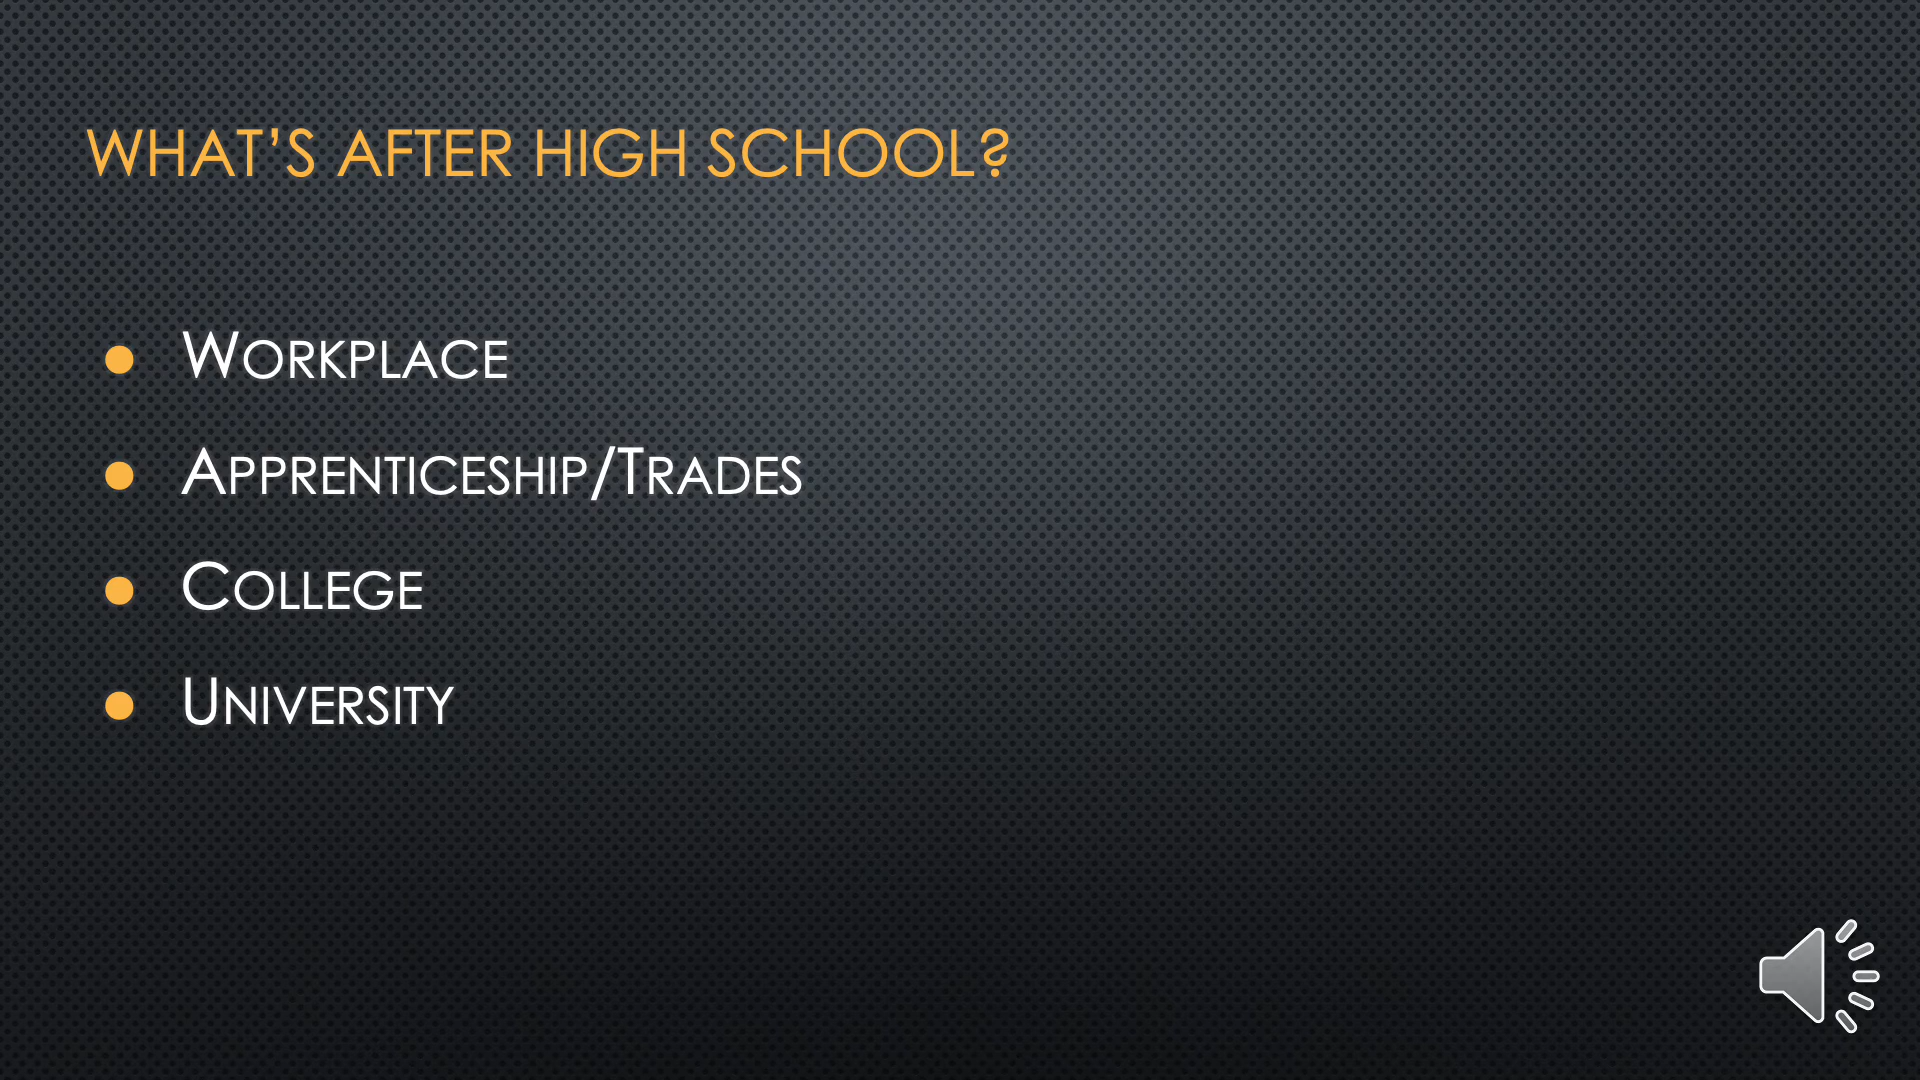 WHAT’S AFTER HIGH SCHOOL?
WORKPLACE
APPRENTICESHIP/TRADES
COLLEGE
UNIVERSITY